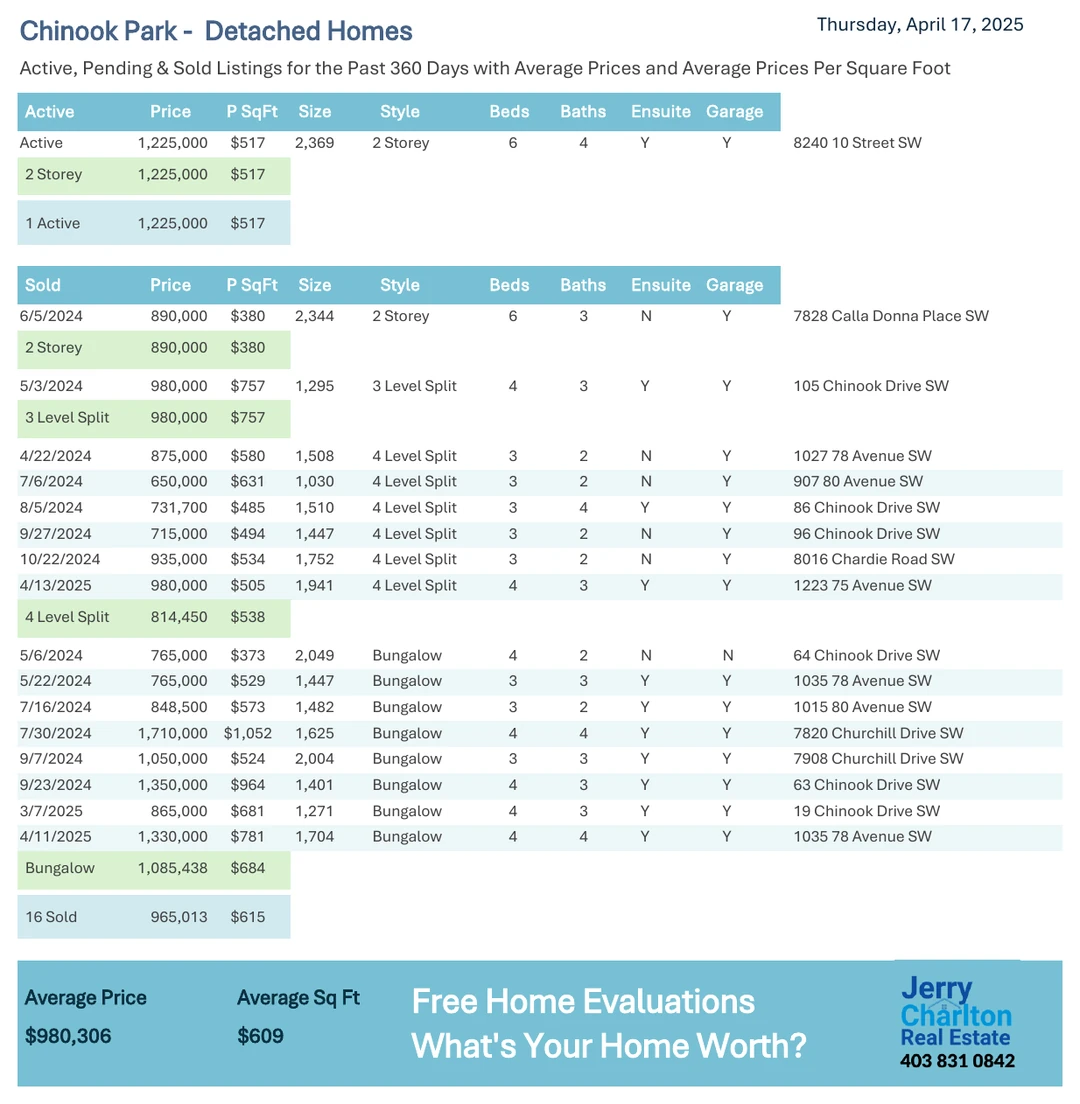 Chinook Park - Detached Homes
Thursday, April 17, 2025
Active, Pending & Sold Listings for the Past 360 Days with Average Prices and Average Prices Per Square Foot
Active Price P SqFt Size Style Beds Baths Ensuite Garage
Active 1,225,000 $517 2,369 2 Storey 6 4 Y Y 8240 10 Street SW
2 Storey 1,225,000 $517
1 Active 1,225,000 $517
Sold Price P SqFt Size Style Beds Baths Ensuite Garage
6/5/2024 890,000 $380 2,344 2 Storey 6 3 N Y 7828 Calla Donna Place SW
2 Storey 890,000 $380
5/3/2024 980,000 $757 1,295 3 Level Split 4 3 Y Y 105 Chinook Drive SW
3 Level Split 980,000 $757
4/22/2024 875,000 $580 1,508 4 Level Split 3 2 N Y 1027 78 Avenue SW
7/6/2024 650,000 $631 1,030 4 Level Split 3 2 N Y 907 80 Avenue SW
8/5/2024 731,700 $485 1,510 4 Level Split 3 4 Y Y 86 Chinook Drive SW
9/27/2024 715,000 $494 1,447 4 Level Split 3 2 N Y 96 Chinook Drive SW
10/22/2024 935,000 $534 1,752 4 Level Split 3 2 N Y 8016 Chardie Road SW
4/13/2025 980,000 $505 1,941 4 Level Split 4 3 Y Y 1223 75 Avenue SW
4 Level Split 814,450 $538
5/6/2024 765,000 $373 2,049 Bungalow 4 2 N N 64 Chinook Drive SW
5/22/2024 765,000 $529 1,447 Bungalow 3 3 Y Y 1035 78 Avenue SW
7/16/2024 848,500 $573 1,482 Bungalow 3 2 Y Y 1015 80 Avenue SW
7/30/2024 1,710,000 $1,052 1,625 Bungalow 4 4 Y Y 7820 Churchill Drive SW
9/7/2024 1,050,000 $524 2,004 Bungalow 3 3 Y Y 7908 Churchill Drive SW
9/23/2024 1,350,000 $964 1,401 Bungalow 4 3 Y Y 63 Chinook Drive SW
3/7/2025 865,000 $681 1,271 Bungalow 4 3 Y Y 19 Chinook Drive SW
4/11/2025 1,330,000 $781 1,704 Bungalow 4 4 Y Y 1035 78 Avenue SW
Bungalow 1,085,438 $684
16 Sold 965,013 $615
Average Price Average Sq Ft
$980,306 $609
Free Home Evaluations
What's Your Home Worth?
Jerry
Charlton
Real Estate
403 831 0842